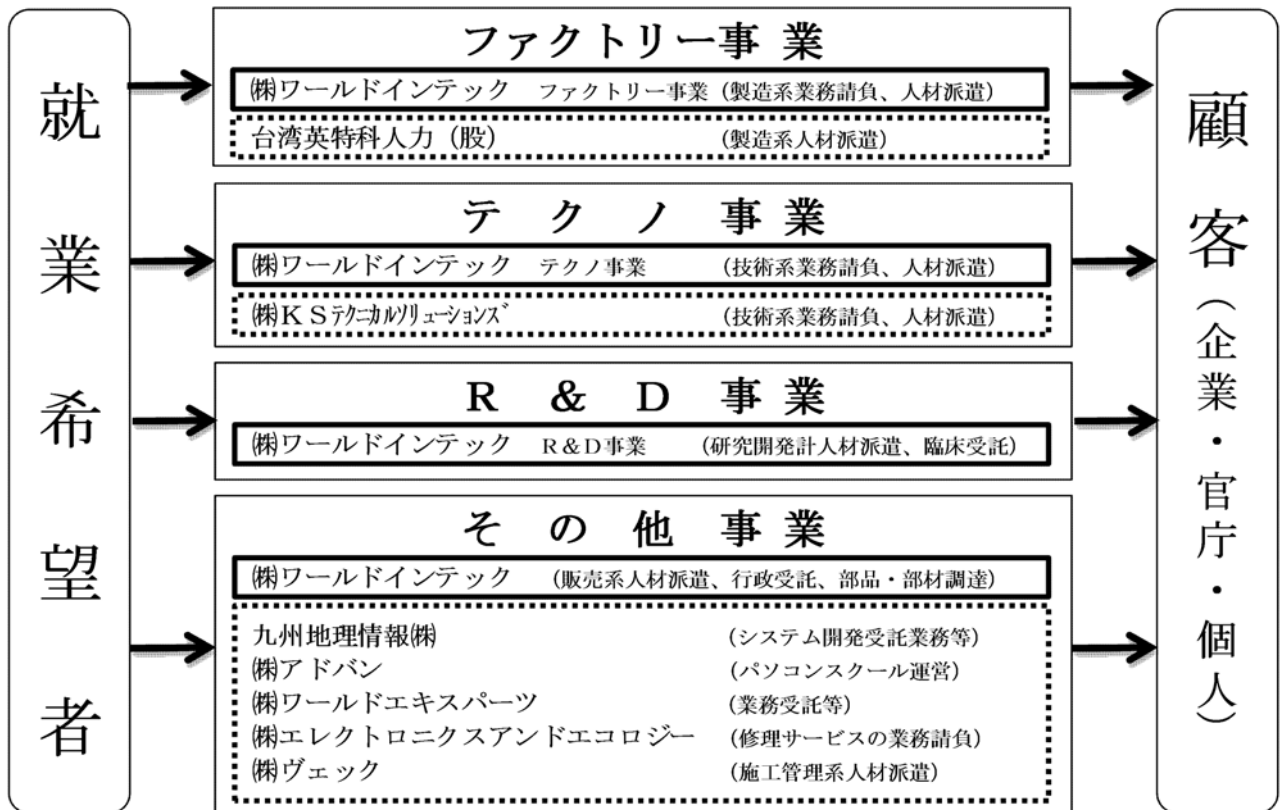 就業希望者
ファクトリー事業
㈱ワールドインテック ファクトリー事業 (製造系業務請負、人材派遣)
台湾英特科人力（股） (製造系人材派遣)
テクノ事業
㈱ワールドインテック テクノ事業 (技術系業務請負、人材派遣)
㈱ＫＳﾃｸﾆｶﾙｿﾘｭｰｼｮﾝｽﾞ (技術系業務請負、人材派遣)
Ｒ＆Ｄ事業
㈱ワールドインテック Ｒ＆Ｄ事業 (研究開発計人材派遣、臨床受託)
その他事業
㈱ワールドインテック (販売系人材派遣、行政受託、部品・部材調達)
九州地理情報㈱ (システム開発受託業務等)
㈱アドバン (パソコンスクール運営)
㈱ワールドエキスパーツ (業務受託等)
㈱エレクトロニクスアンドエコロジー (修理サービスの業務請負)
㈱ヴェック (施工管理系人材派遣)
顧客（企業・官庁・個人）